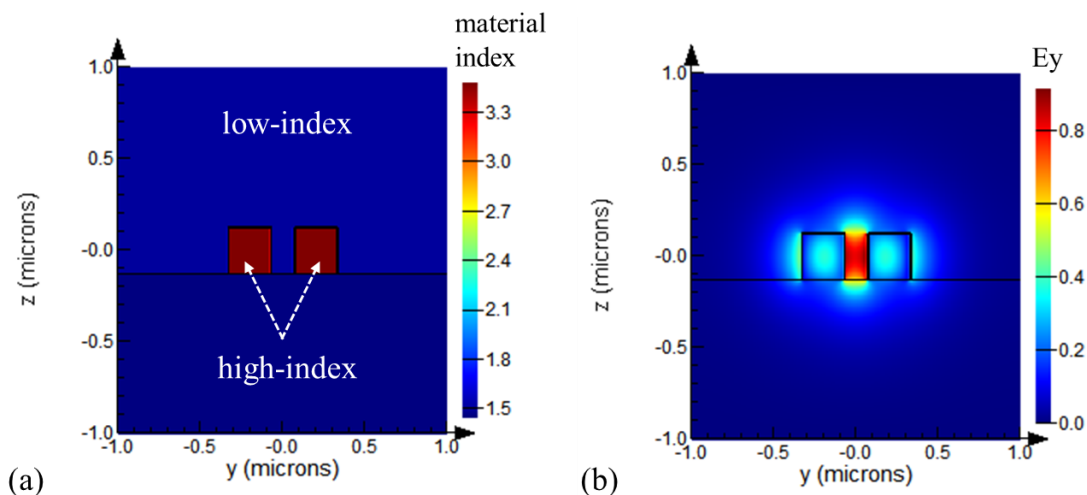 material
index
1.0
0.5
-0.0
-0.5
-1.0
z (microns)
low-index
high-index
-1.0 -0.5 -0.0 0.5 1.0
y (microns)
3.3
3.0
2.7
2.4
2.1
1.8
1.5
(a)
Ey
1.0
0.5
-0.0
-0.5
-1.0
z (microns)
-1.0 -0.5 -0.0 0.5 1.0
y (microns)
0.8
0.6
0.4
0.2
0.0
(b)